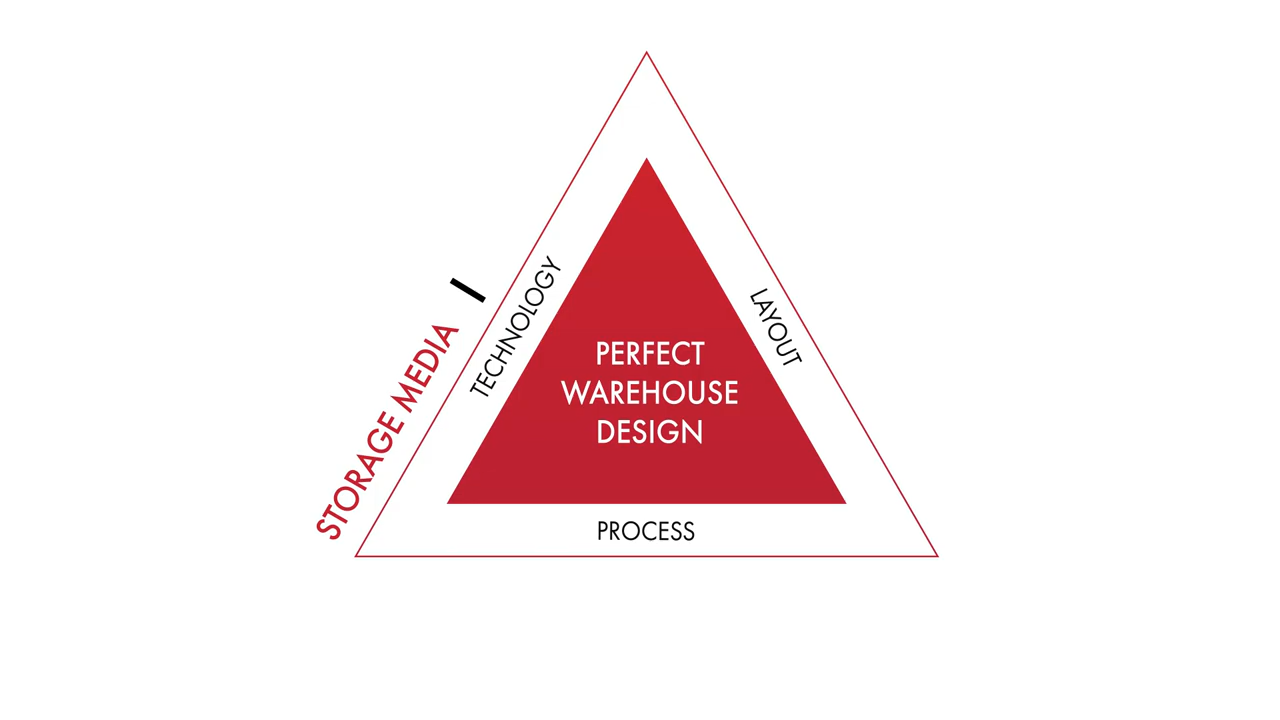 STORAGE MEDIA
TECHNOLOGY
LAYOUT
PERFECT
WAREHOUSE
DESIGN
PROCESS